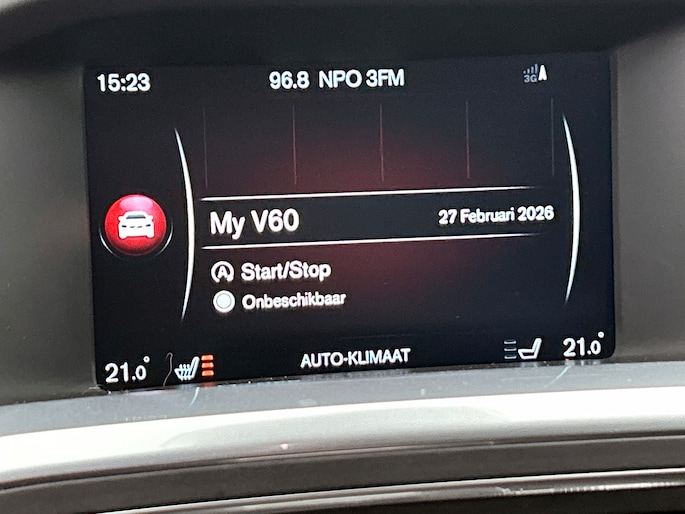 15:23 96.8 NPO 3FM 3G
My V60 27 Februari 2026
A Start/Stop
Onbeschikbaar
21.0° AUTO-KLIMAAT 21.0°